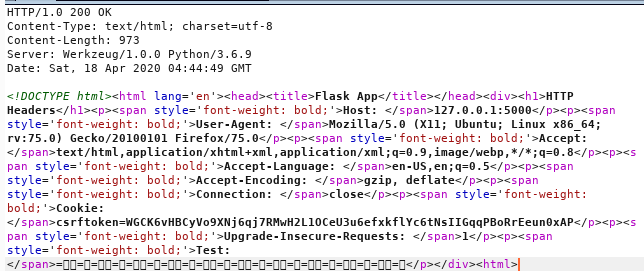 HTTP/1.0 200 OK
Content-Type: text/html; charset=utf-8
Content-Length: 973
Server: Werkzeug/1.0.0 Python/3.6.9
Date: Sat, 18 Apr 2020 04:44:49 GMT

<!DOCTYPE html><html lang='en'><head><title>Flask App</title></head><div><h1>HTTP
Headers</h1><p><span style='font-weight: bold;'>Host: </span>127.0.0.1:5000</p><p><span
style='font-weight: bold;'>User-Agent: </span>Mozilla/5.0 (X11; Ubuntu; Linux x86_64;
rv:75.0) Gecko/20100101 Firefox/75.0</p><p><span style='font-weight: bold;'>Accept:
</span>text/html,application/xhtml+xml,application/xml;q=0.9,image/webp,*/*;q=0.8</p><p><s
pan style='font-weight: bold;'>Accept-Language: </span>en-US,en;q=0.5</p><p><span
style='font-weight: bold;'>Accept-Encoding: </span>gzip, deflate</p><p><span
style='font-weight: bold;'>Connection: </span>close</p><p><span style='font-weight:
bold;'>Cookie:
</span>csrftoken=WGCK6vHBCyVo9XNj6qj7RMwH2L1OCeU3u6efxkflYc6tNsIIGqqPBoRrEeun0xAP</p><p><s
pan style='font-weight: bold;'>Upgrade-Insecure-Requests: </span>1</p><p><span
style='font-weight: bold;'>Test:
</span></p></div><html>